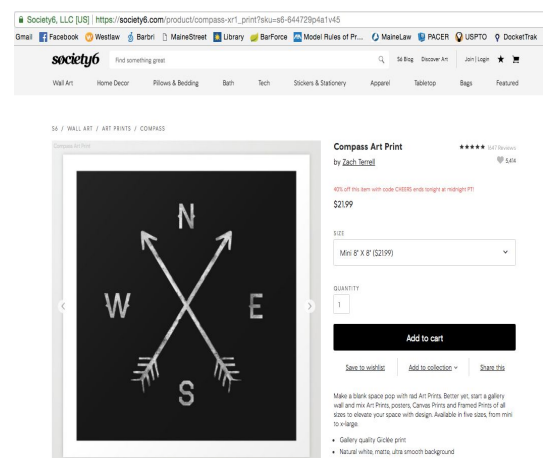 Society6, LLC [US] | https://society6.com/product/compass-xr1_print?sku=s6-644729p4a1v45
Gmail Facebook Westlaw Barbri MaineStreet Library BarForce Model Rules of Pr... MaineLaw PACER USPTO DocketTrak
society6 Find something great S6 Blog Discover Art Join | Login
Wall Art Home Decor Pillows & Bedding Bath Tech Stickers & Stationery Apparel Tabletop Bags Featured
S6 / WALL ART / ART PRINTS / COMPASS
Compass Art Print
Compass Art Print Reviews
by Zach Terrell
40% off this item with code CHEERS ends tonight at midnight PT!
$21.99
SIZE
Mini 8" X 8" ($21.99)
QUANTITY
1
Add to cart
Save to wishlist Add to collection Share this
Make a blank space pop with rad Art Prints. Better yet, start a gallery
wall and mix Art Prints, posters, Canvas Prints and Framed Prints of all
sizes to elevate your space with design. Available in five sizes, from mini
to x-large.
• Gallery quality Giclée print
• Natural white, matte, ultra smooth background
N
W E
S